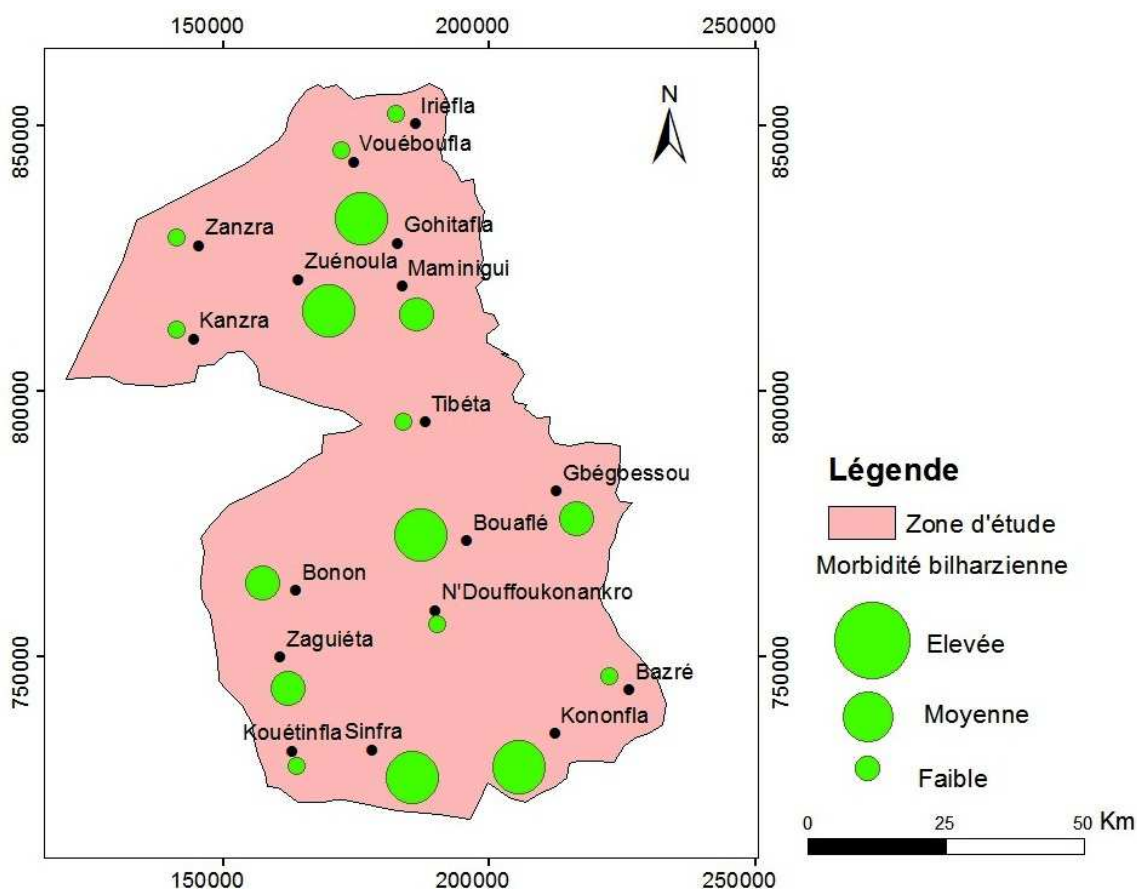 150000 200000 250000
N
Iriéfla
850000 850000
Vouéboufla
Zanzra
Gohitafla
Zuénoula
Maminigui
Kanzra
800000 800000
Tibéta
Gbégbessou
Bouaflé
Bonon
N'Douffoukonankro
Zaguiéta
750000 750000
Bazré
Kononfla
Kouétinfla Sinfra
150000 200000 250000
Légende
Zone d'étude
Morbidité bilharzienne
Elevée
Moyenne
Faible
0 25 50 Km